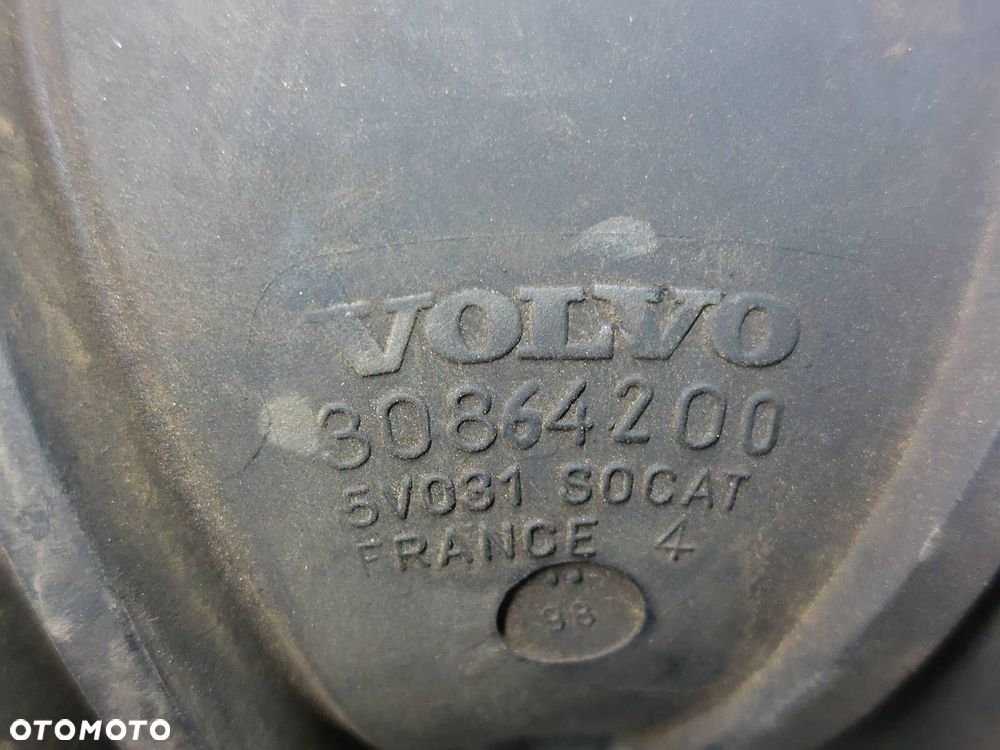 VOLVO
30864200
5V031 SOCAT
FRANCE 4
98
OTOMOTO